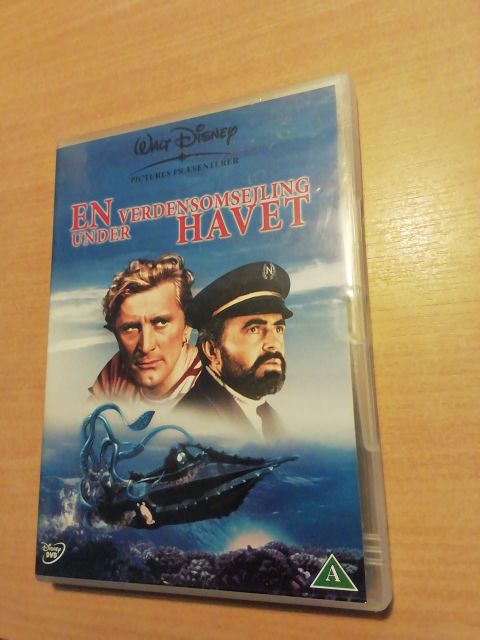 WALT DISNEY
PICTURES PRÆSENTERER
EN VERDENSOMSEJLING
UNDER HAVET
N
DISNEY
DVD
A